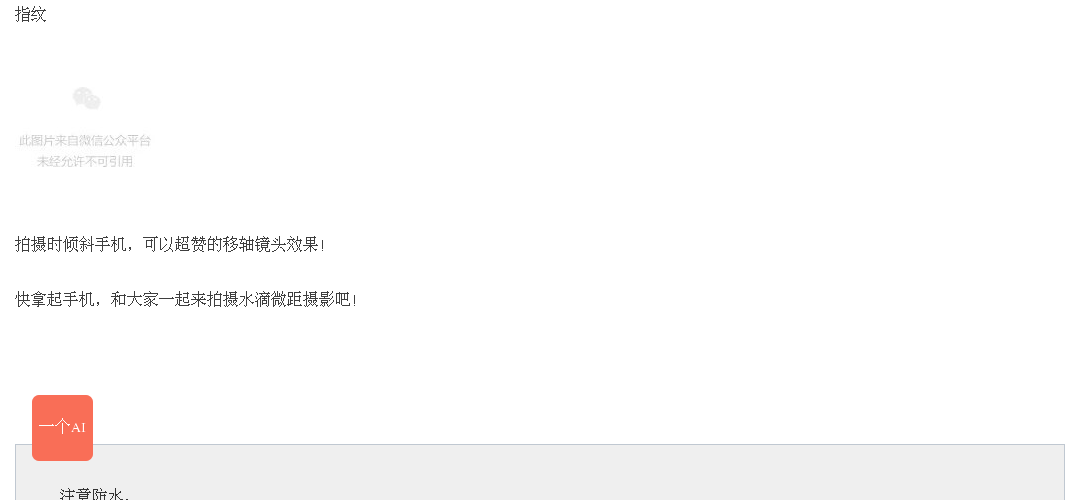 指纹
此图片来自微信公众平台
未经允许不可引用
拍摄时倾斜手机，可以超赞的移轴镜头效果！
快拿起手机，和大家一起来拍摄水滴微距摄影吧！
一个AI
注意防水。